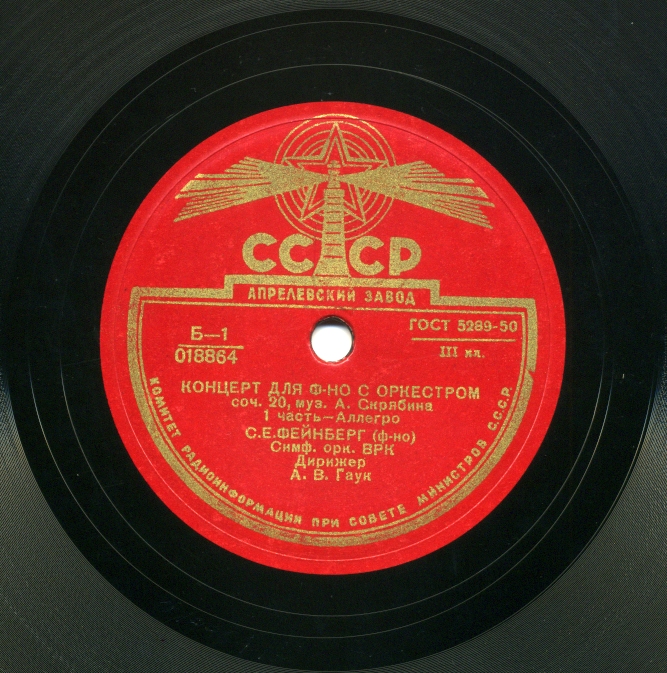 СССР
АПРЕЛЕВСКИЙ ЗАВОД
Б—1
018864
ГОСТ 5289-50
III кл.
КОНЦЕРТ ДЛЯ Ф-НО С ОРКЕСТРОМ
соч. 20, муз. А. Скрябина
1 часть—Аллегро
С.Е.ФЕЙНБЕРГ (ф-но)
Симф. орк. ВРК
Дирижер
А. В. Гаук
КОМИТЕТ РАДИОИНФОРМАЦИИ ПРИ СОВЕТЕ МИНИСТРОВ С.С.С.Р.